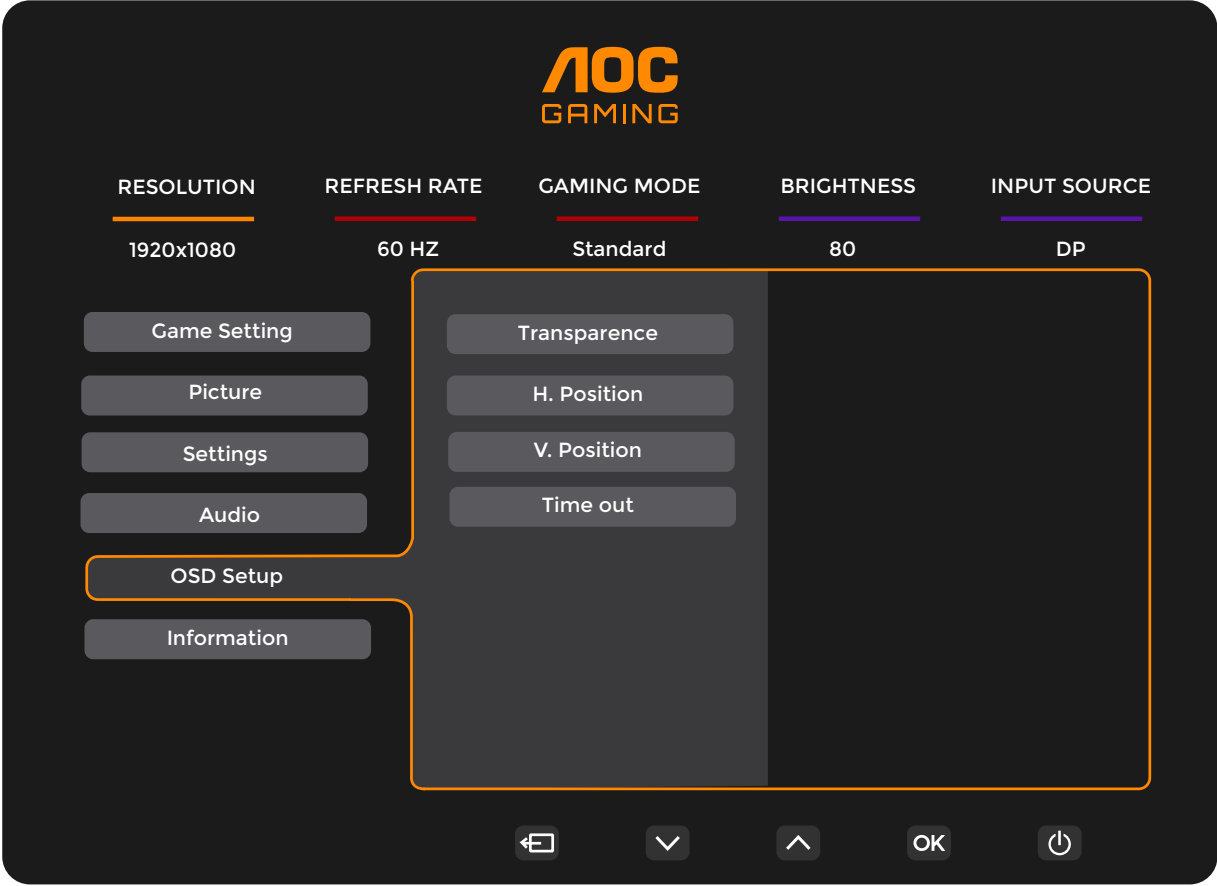 AOC
GAMING
RESOLUTION REFRESH RATE GAMING MODE BRIGHTNESS INPUT SOURCE
1920x1080 60 HZ Standard 80 DP
Game Setting
Picture
Settings
Audio
OSD Setup
Information
Transparence
H. Position
V. Position
Time out
OK